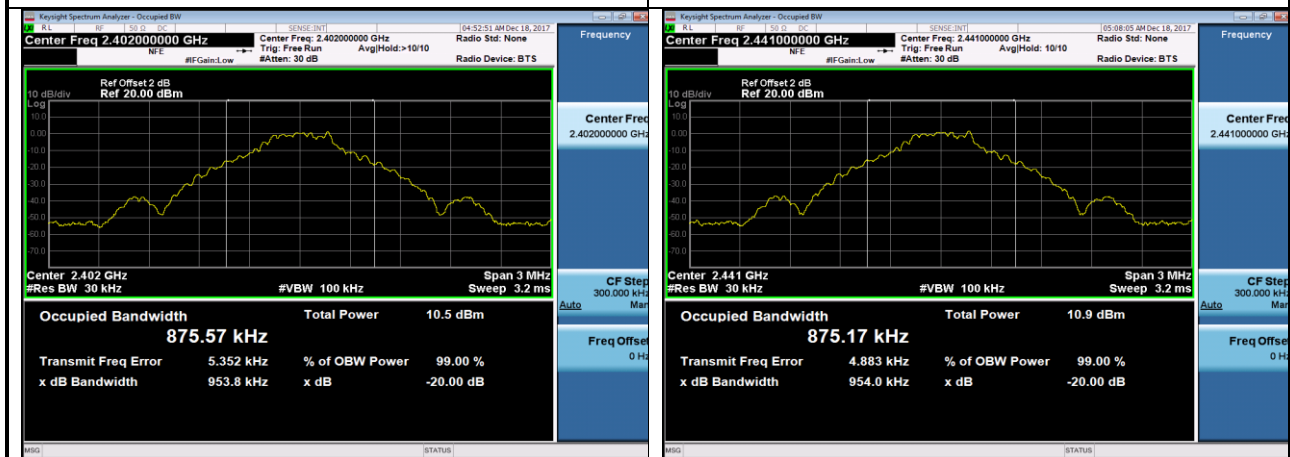 Keysight Spectrum Analyzer - Occupied BW
RL RF 50 Ω DC SENSE:INT 04:52:51 AM Dec 18, 2017
Center Freq 2.402000000 GHz
Center Freq: 2.402000000 GHz
Radio Std: None
NFE
Trig: Free Run Avg|Hold:>10/10
#IFGain:Low #Atten: 30 dB Radio Device: BTS
Frequency
Ref Offset 2 dB
10 dB/div Ref 20.00 dBm
Log
10.0
0.00
-10.0
-20.0
-30.0
-40.0
-50.0
-60.0
-70.0
Center Freq
2.402000000 GHz
Center 2.402 GHz Span 3 MHz
#Res BW 30 kHz #VBW 100 kHz Sweep 3.2 ms
CF Step
300.000 kHz
Auto Man
Occupied Bandwidth Total Power 10.5 dBm
875.57 kHz
Transmit Freq Error 5.352 kHz % of OBW Power 99.00 %
x dB Bandwidth 953.8 kHz x dB -20.00 dB
Freq Offset
0 Hz
MSG STATUS
Keysight Spectrum Analyzer - Occupied BW
RL RF 50 Ω DC SENSE:INT 05:08:05 AM Dec 18, 2017
Center Freq 2.441000000 GHz
Center Freq: 2.441000000 GHz
Radio Std: None
NFE
Trig: Free Run Avg|Hold: 10/10
#IFGain:Low #Atten: 30 dB Radio Device: BTS
Frequency
Ref Offset 2 dB
10 dB/div Ref 20.00 dBm
Log
10.0
0.00
-10.0
-20.0
-30.0
-40.0
-50.0
-60.0
-70.0
Center Freq
2.441000000 GHz
Center 2.441 GHz Span 3 MHz
#Res BW 30 kHz #VBW 100 kHz Sweep 3.2 ms
CF Step
300.000 kHz
Auto Man
Occupied Bandwidth Total Power 10.9 dBm
875.17 kHz
Transmit Freq Error 4.883 kHz % of OBW Power 99.00 %
x dB Bandwidth 954.0 kHz x dB -20.00 dB
Freq Offset
0 Hz
MSG STATUS